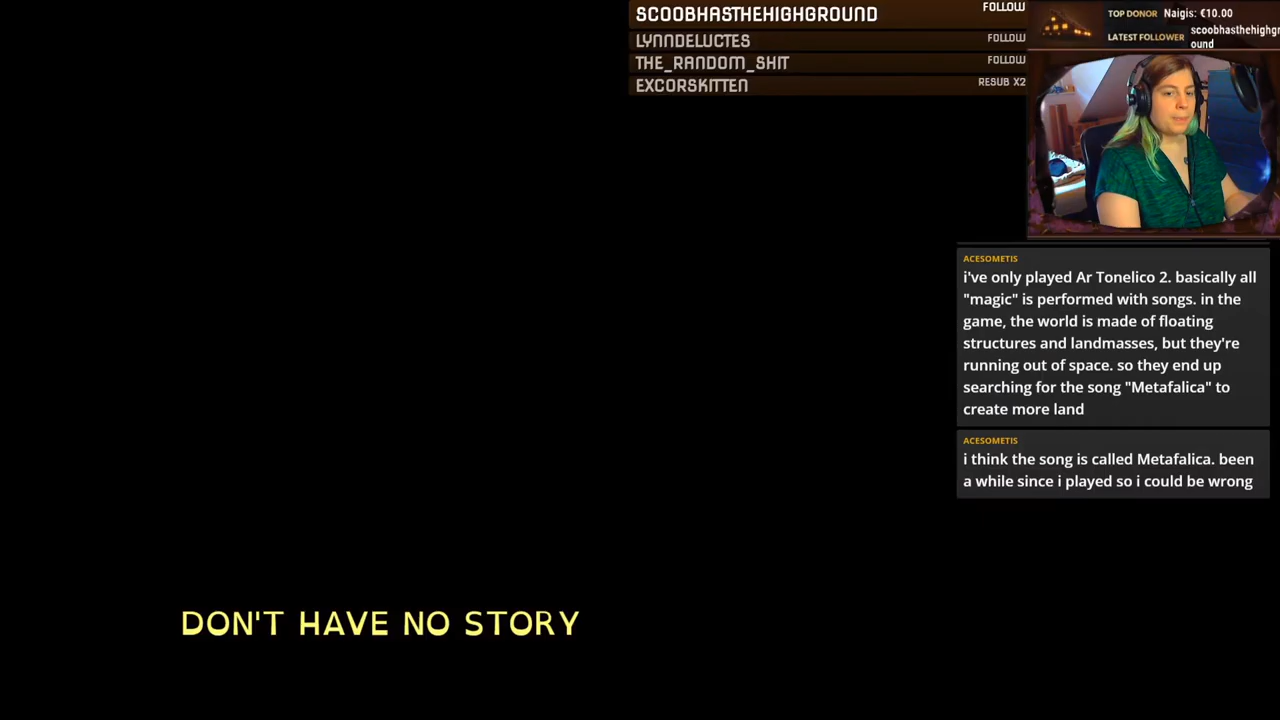 SCOOBHASTHEHIGHGROUND FOLLOW
LYNNDELUCTES FOLLOW
THE_RANDOM_SHIT FOLLOW
EXCORSKITTEN RESUB X2
TOP DONOR Naigis: €10.00
LATEST FOLLOWER scoobhasthehighgr
ound
ACESOMETIS
i've only played Ar Tonelico 2. basically all
"magic" is performed with songs. in the
game, the world is made of floating
structures and landmasses, but they're
running out of space. so they end up
searching for the song "Metafalica" to
create more land
ACESOMETIS
i think the song is called Metafalica. been
a while since i played so i could be wrong
DON'T HAVE NO STORY